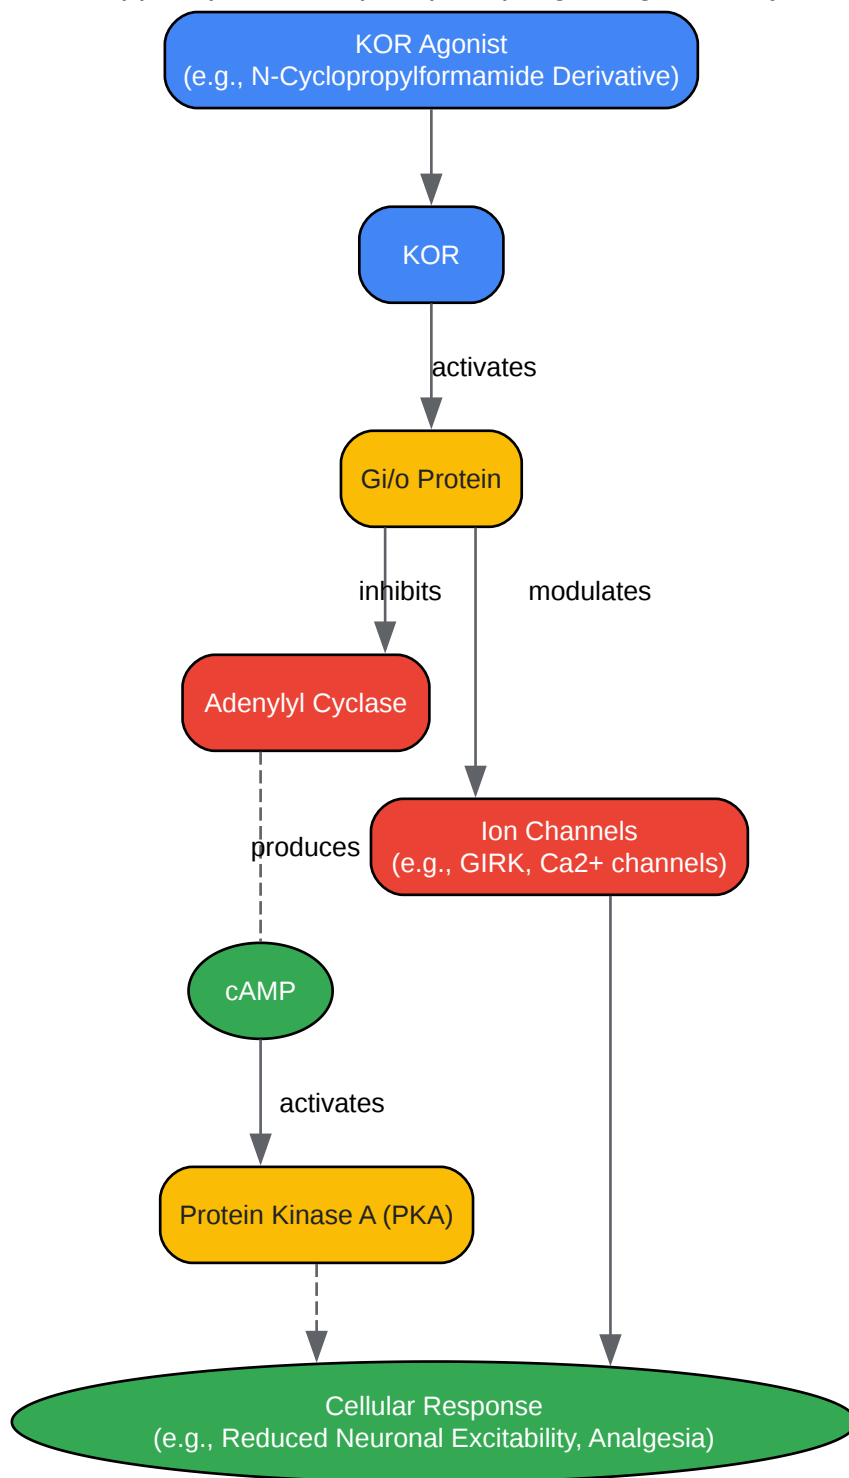 KOR Agonist
(e.g., N-Cyclopropylformamide Derivative)
KOR
activates
Gi/o Protein
inhibits
modulates
Adenylyl Cyclase
Ion Channels
(e.g., GIRK, Ca2+ channels)
produces
cAMP
activates
Protein Kinase A (PKA)
Cellular Response
(e.g., Reduced Neuronal Excitability, Analgesia)